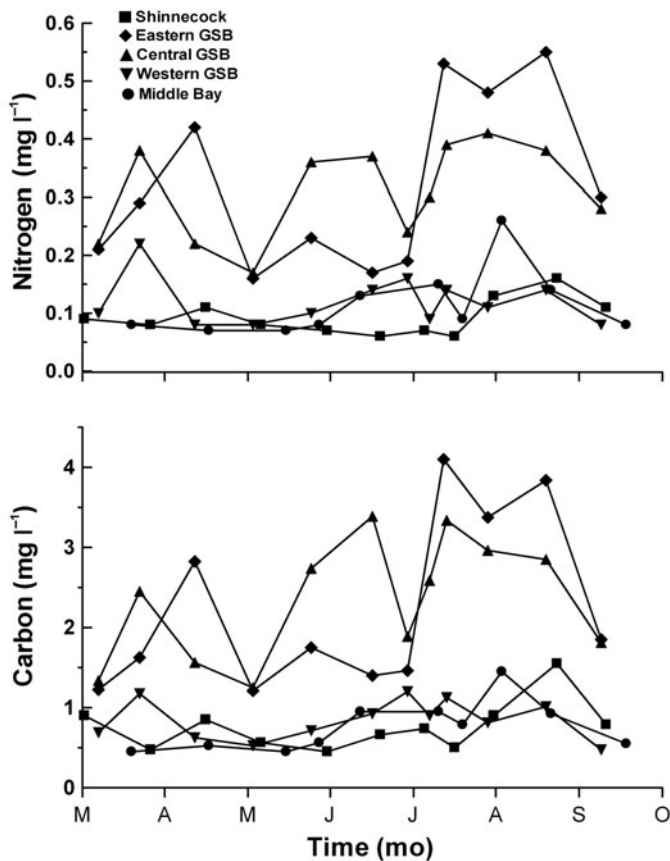 Shinnecock
Eastern GSB
Central GSB
Western GSB
Middle Bay
Nitrogen (mg l⁻¹)
0.6
0.5
0.4
0.3
0.2
0.1
0.0
Carbon (mg l⁻¹)
4
3
2
1
0
M A M J J A S O
Time (mo)